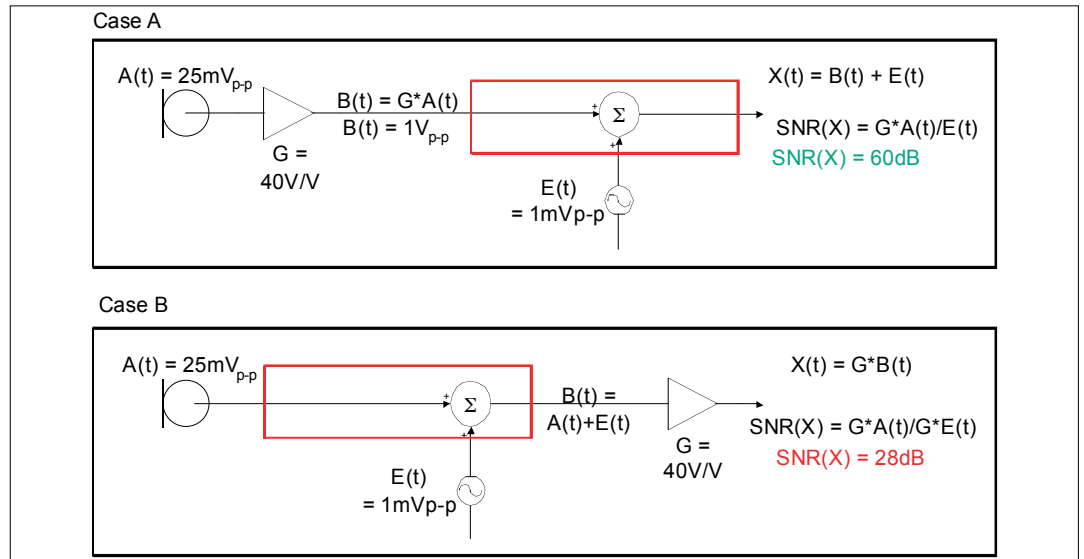 Case A
A(t) = 25mVp-p
B(t) = G*A(t)
B(t) = 1Vp-p
G =
40V/V
+
Σ
+
E(t)
= 1mVp-p
X(t) = B(t) + E(t)
SNR(X) = G*A(t)/E(t)
SNR(X) = 60dB
Case B
A(t) = 25mVp-p
+
Σ
+
E(t)
= 1mVp-p
B(t) =
A(t)+E(t)
G =
40V/V
X(t) = G*B(t)
SNR(X) = G*A(t)/G*E(t)
SNR(X) = 28dB